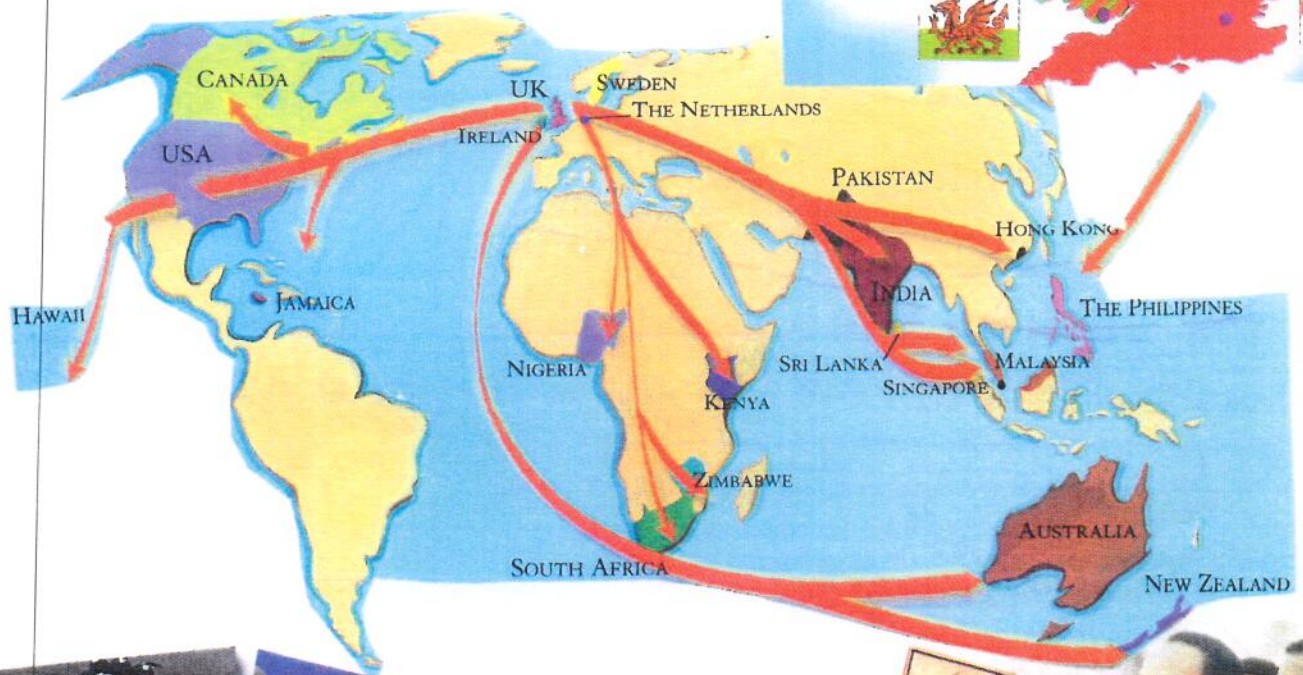 CANADA
UK
SWEDEN
THE NETHERLANDS
IRELAND
USA
PAKISTAN
HONG KONG
HAWAII
JAMAICA
INDIA
THE PHILIPPINES
NIGERIA
SRI LANKA
MALAYSIA
SINGAPORE
KENYA
ZIMBABWE
AUSTRALIA
SOUTH AFRICA
NEW ZEALAND